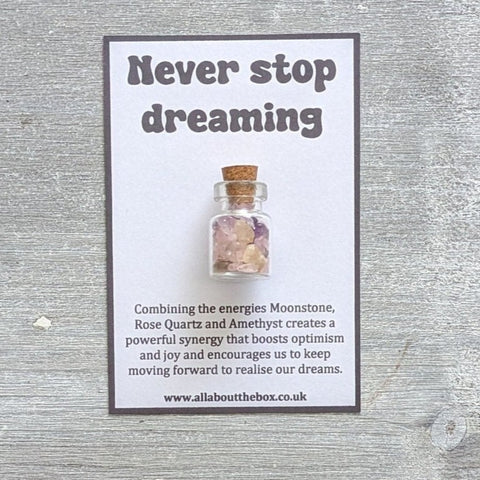 Never stop
dreaming
Combining the energies Moonstone,
Rose Quartz and Amethyst creates a
powerful synergy that boosts optimism
and joy and encourages us to keep
moving forward to realise our dreams.
www.allaboutthebox.co.uk